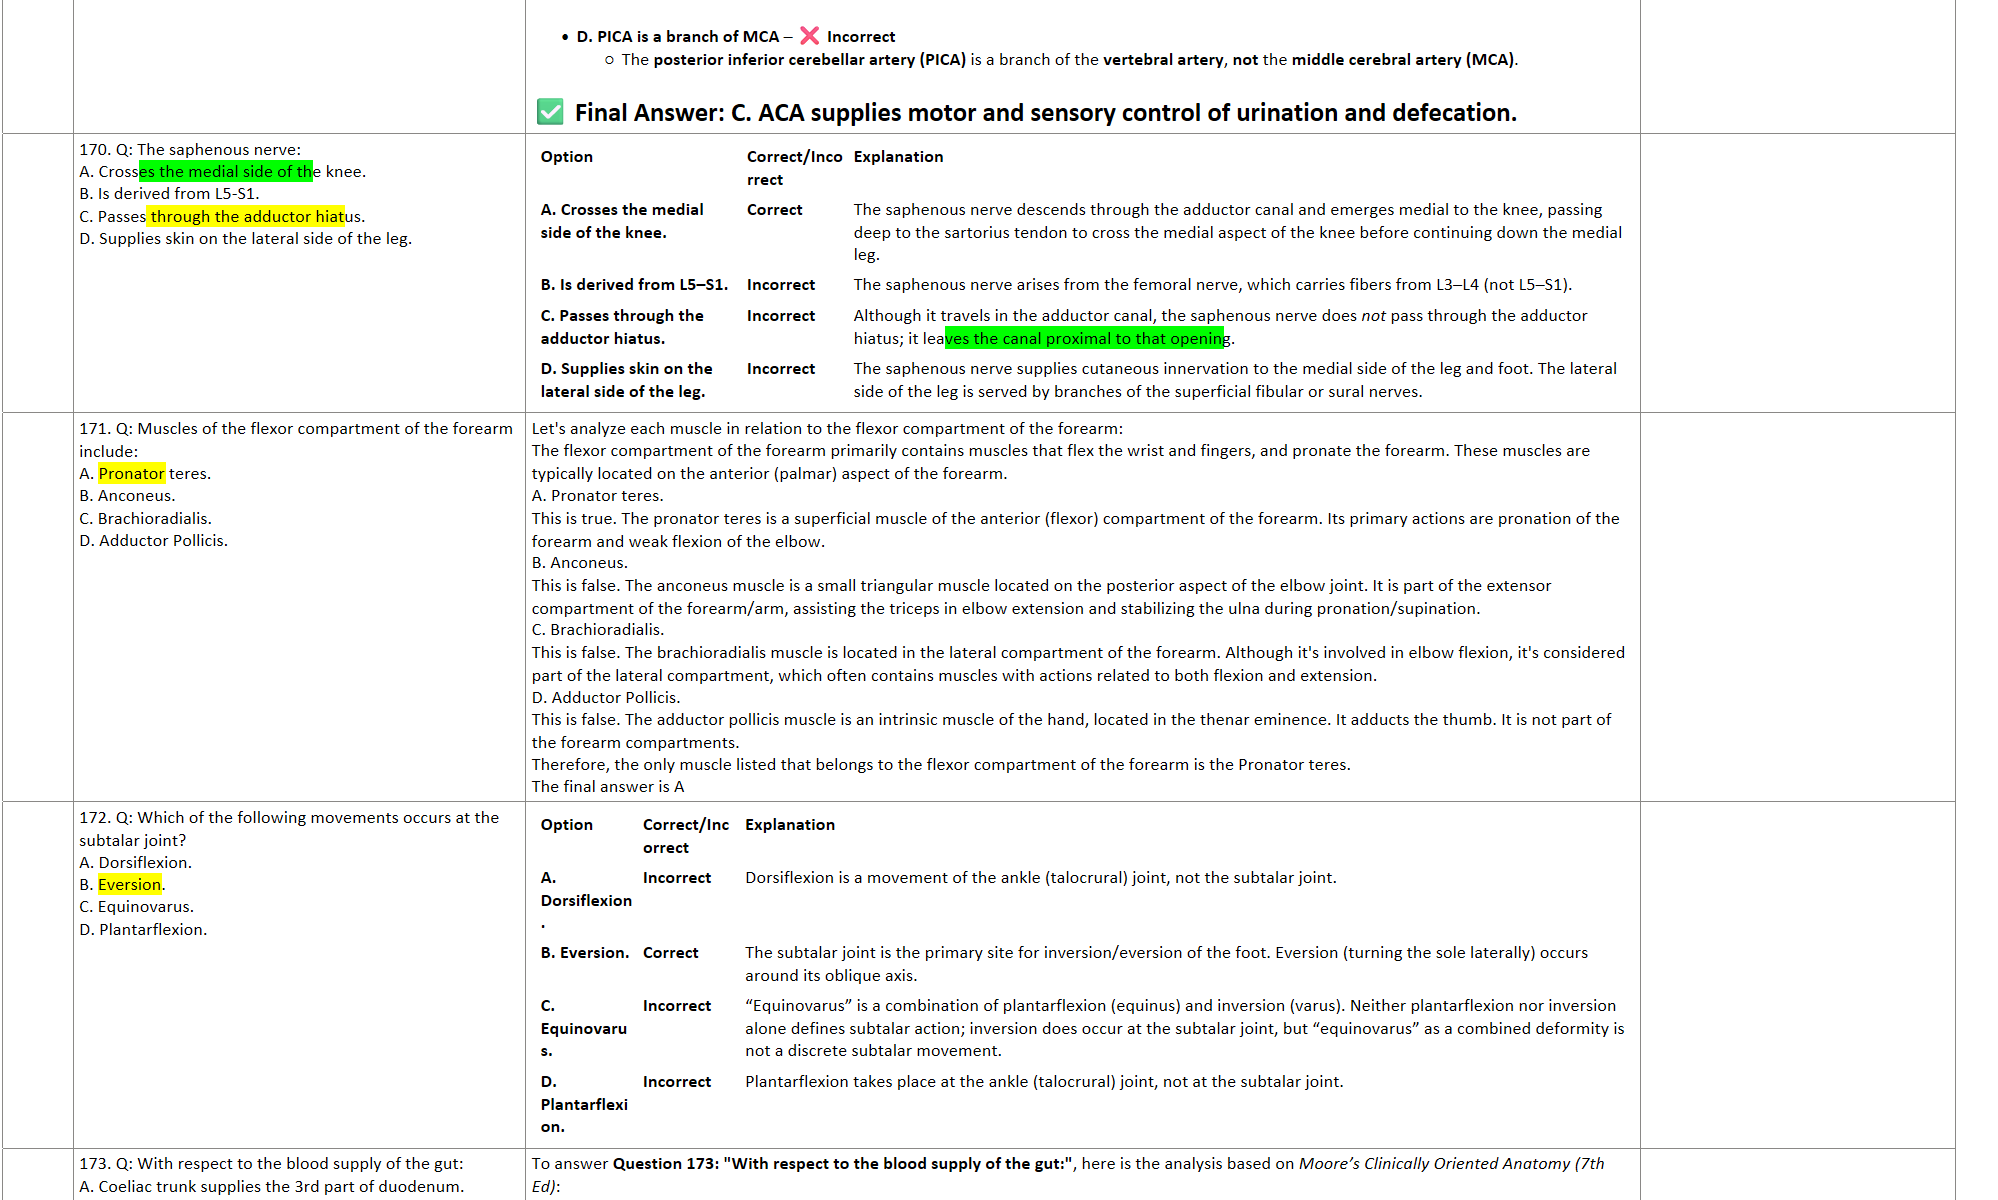 • D. PICA is a branch of MCA – ❌ Incorrect
○ The posterior inferior cerebellar artery (PICA) is a branch of the vertebral artery, not the middle cerebral artery (MCA).
✅ Final Answer: C. ACA supplies motor and sensory control of urination and defecation.
170. Q: The saphenous nerve:
A. Crosses the medial side of the knee.
B. Is derived from L5-S1.
C. Passes through the adductor hiatus.
D. Supplies skin on the lateral side of the leg.
Option Correct/Inco Explanation
rrect
A. Crosses the medial Correct The saphenous nerve descends through the adductor canal and emerges medial to the knee, passing
side of the knee. deep to the sartorius tendon to cross the medial aspect of the knee before continuing down the medial
leg.
B. Is derived from L5–S1. Incorrect The saphenous nerve arises from the femoral nerve, which carries fibers from L3–L4 (not L5–S1).
C. Passes through the Incorrect Although it travels in the adductor canal, the saphenous nerve does not pass through the adductor
adductor hiatus. hiatus; it leaves the canal proximal to that opening.
D. Supplies skin on the Incorrect The saphenous nerve supplies cutaneous innervation to the medial side of the leg and foot. The lateral
lateral side of the leg. side of the leg is served by branches of the superficial fibular or sural nerves.
171. Q: Muscles of the flexor compartment of the forearm
include:
A. Pronator teres.
B. Anconeus.
C. Brachioradialis.
D. Adductor Pollicis.
Let's analyze each muscle in relation to the flexor compartment of the forearm:
The flexor compartment of the forearm primarily contains muscles that flex the wrist and fingers, and pronate the forearm. These muscles are
typically located on the anterior (palmar) aspect of the forearm.
A. Pronator teres.
This is true. The pronator teres is a superficial muscle of the anterior (flexor) compartment of the forearm. Its primary actions are pronation of the
forearm and weak flexion of the elbow.
B. Anconeus.
This is false. The anconeus muscle is a small triangular muscle located on the posterior aspect of the elbow joint. It is part of the extensor
compartment of the forearm/arm, assisting the triceps in elbow extension and stabilizing the ulna during pronation/supination.
C. Brachioradialis.
This is false. The brachioradialis muscle is located in the lateral compartment of the forearm. Although it's involved in elbow flexion, it's considered
part of the lateral compartment, which often contains muscles with actions related to both flexion and extension.
D. Adductor Pollicis.
This is false. The adductor pollicis muscle is an intrinsic muscle of the hand, located in the thenar eminence. It adducts the thumb. It is not part of
the forearm compartments.
Therefore, the only muscle listed that belongs to the flexor compartment of the forearm is the Pronator teres.
The final answer is A
172. Q: Which of the following movements occurs at the
subtalar joint?
A. Dorsiflexion.
B. Eversion.
C. Equinovarus.
D. Plantarflexion.
Option Correct/Inc Explanation
orrect
A. Incorrect Dorsiflexion is a movement of the ankle (talocrural) joint, not the subtalar joint.
Dorsiflexion
.
B. Eversion. Correct The subtalar joint is the primary site for inversion/eversion of the foot. Eversion (turning the sole laterally) occurs
around its oblique axis.
C. Incorrect “Equinovarus” is a combination of plantarflexion (equinus) and inversion (varus). Neither plantarflexion nor inversion
Equinovaru alone defines subtalar action; inversion does occur at the subtalar joint, but “equinovarus” as a combined deformity is
s. not a discrete subtalar movement.
D. Incorrect Plantarflexion takes place at the ankle (talocrural) joint, not at the subtalar joint.
Plantarflexi
on.
173. Q: With respect to the blood supply of the gut:
A. Coeliac trunk supplies the 3rd part of duodenum.
To answer Question 173: "With respect to the blood supply of the gut:", here is the analysis based on Moore’s Clinically Oriented Anatomy (7th
Ed):